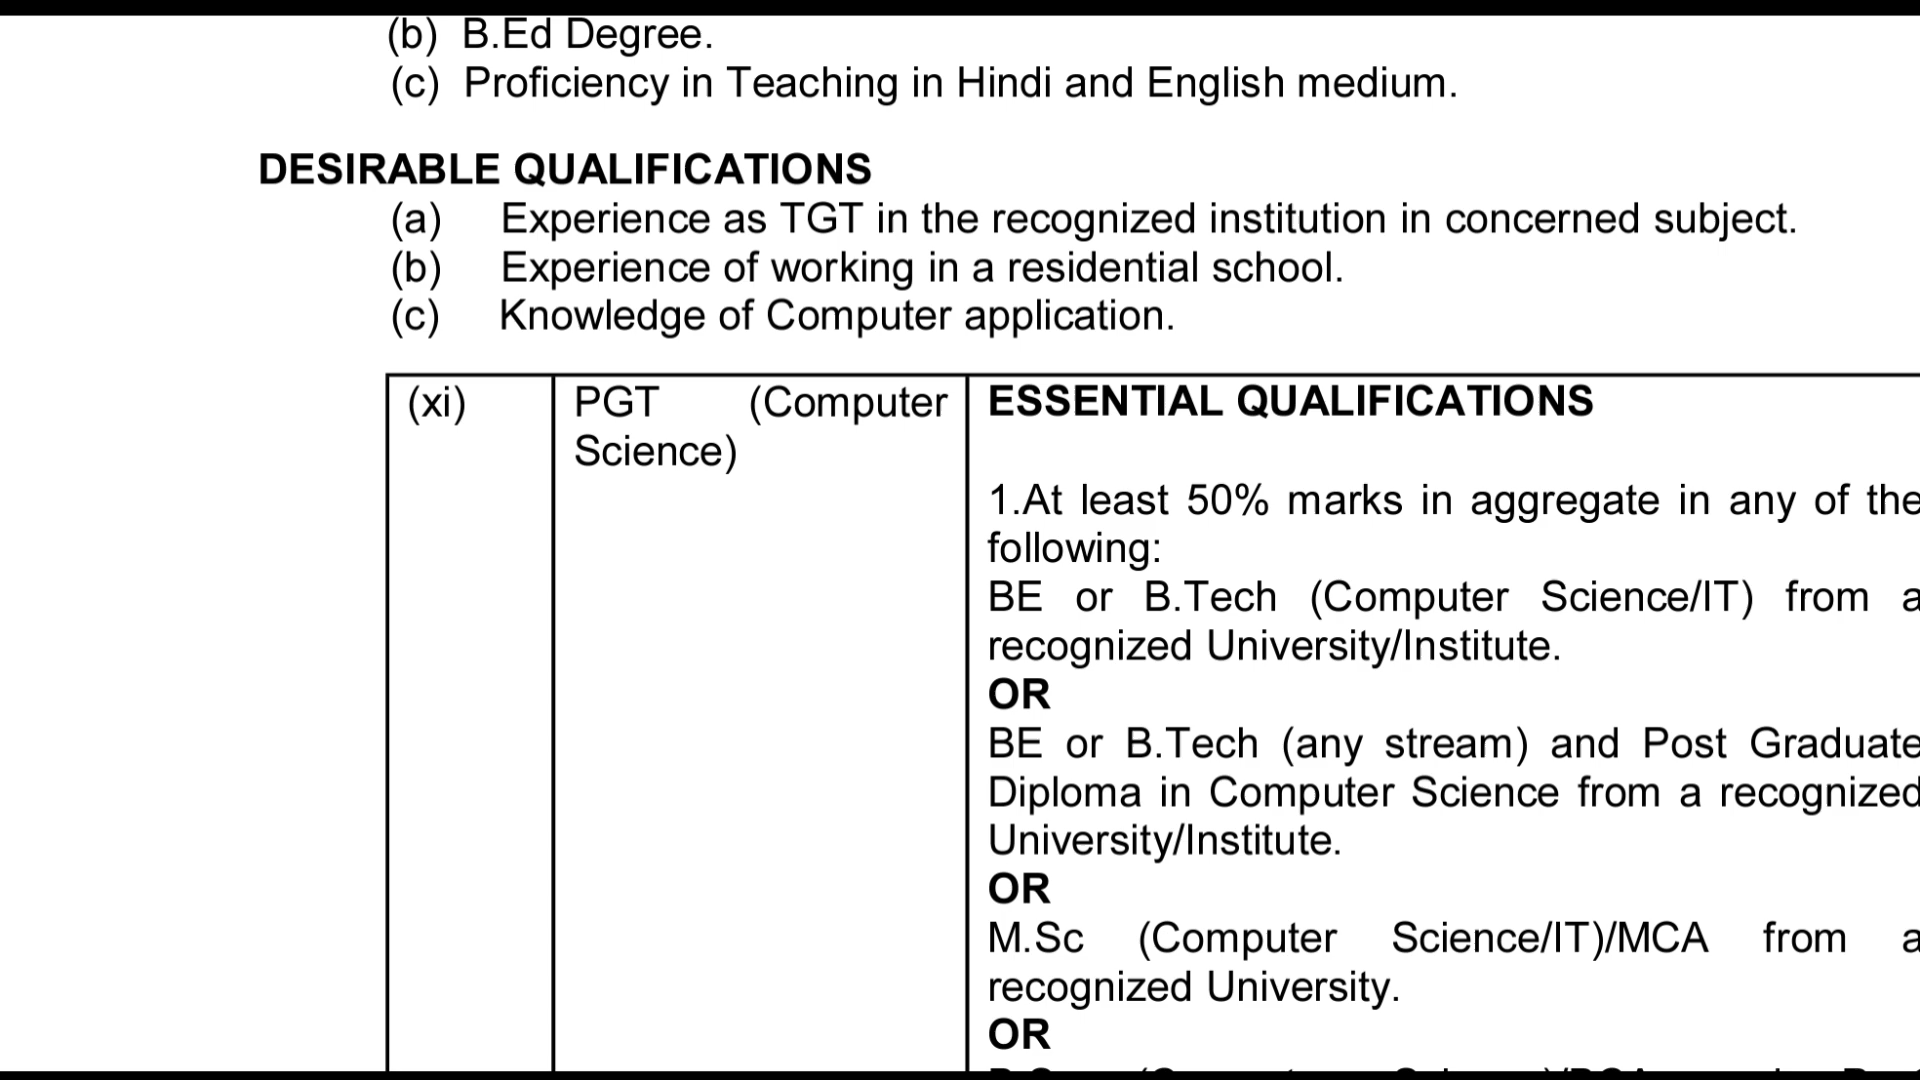 (b) B.Ed Degree.
(c) Proficiency in Teaching in Hindi and English medium.
DESIRABLE QUALIFICATIONS
(a) Experience as TGT in the recognized institution in concerned subject.
(b) Experience of working in a residential school.
(c) Knowledge of Computer application.
(xi)
PGT (Computer
Science)
ESSENTIAL QUALIFICATIONS
1.At least 50% marks in aggregate in any of the
following:
BE or B.Tech (Computer Science/IT) from a
recognized University/Institute.
OR
BE or B.Tech (any stream) and Post Graduate
Diploma in Computer Science from a recognized
University/Institute.
OR
M.Sc (Computer Science/IT)/MCA from a
recognized University.
OR